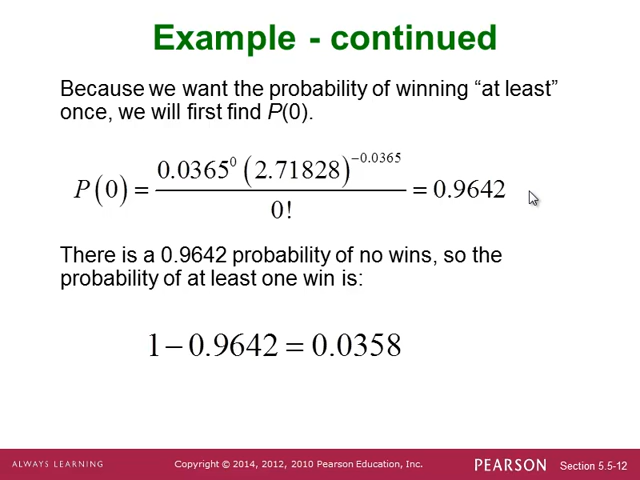 Example - continued
Because we want the probability of winning “at least”
once, we will first find P(0).
P(0) = \frac{0.0365^0 (2.71828)^{-0.0365}}{0!} = 0.9642
There is a 0.9642 probability of no wins, so the
probability of at least one win is:
1 − 0.9642 = 0.0358
ALWAYS LEARNING
Copyright © 2014, 2012, 2010 Pearson Education, Inc.
PEARSON
Section 5.5-12